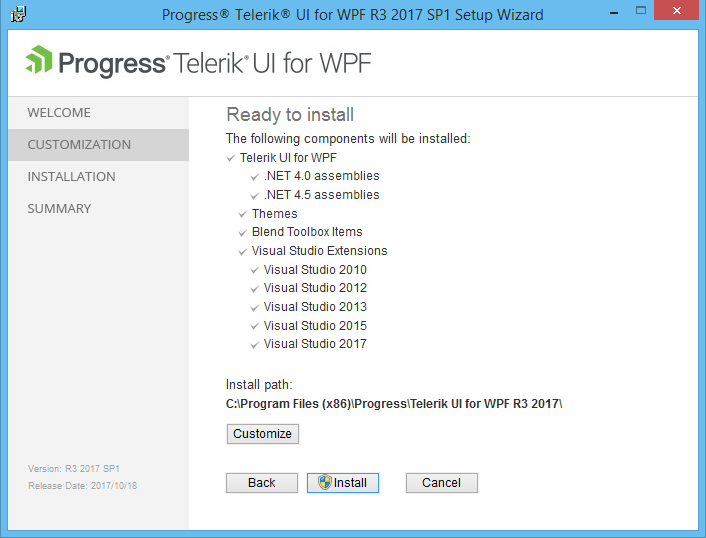 Progress® Telerik® UI for WPF R3 2017 SP1 Setup Wizard
Progress® Telerik® UI for WPF
WELCOME
CUSTOMIZATION
INSTALLATION
SUMMARY
Ready to install
The following components will be installed:
Telerik UI for WPF
.NET 4.0 assemblies
.NET 4.5 assemblies
Themes
Blend Toolbox Items
Visual Studio Extensions
Visual Studio 2010
Visual Studio 2012
Visual Studio 2013
Visual Studio 2015
Visual Studio 2017
Install path:
C:\Program Files (x86)\Progress\Telerik UI for WPF R3 2017\
Customize
Version: R3 2017 SP1
Release Date: 2017/10/18
Back Install Cancel